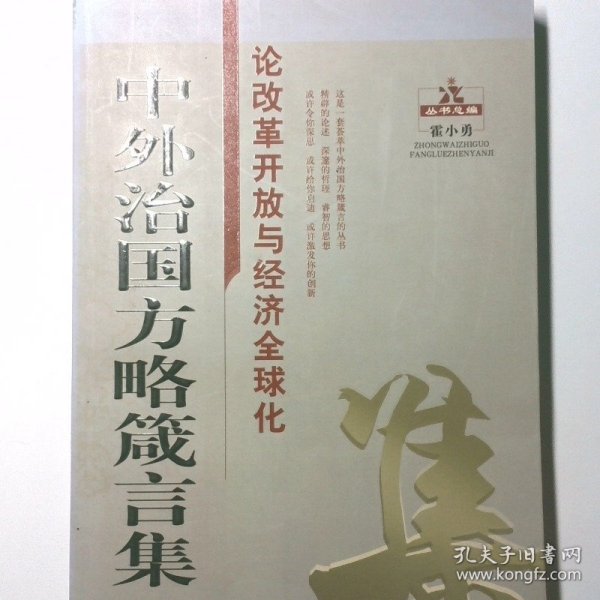 中外治国方略箴言集
论改革开放与经济全球化
这是一套荟萃中外治国方略箴言的丛书
精辟的论述 深邃的哲理 睿智的思想
或许令你深思 或许给你启迪 或许激发你的创新
丛书总编
霍小勇
ZHONGWAIZHIGUO
FANGLUEZHENYANJI
集
孔夫子旧书网
www.kongfz.com